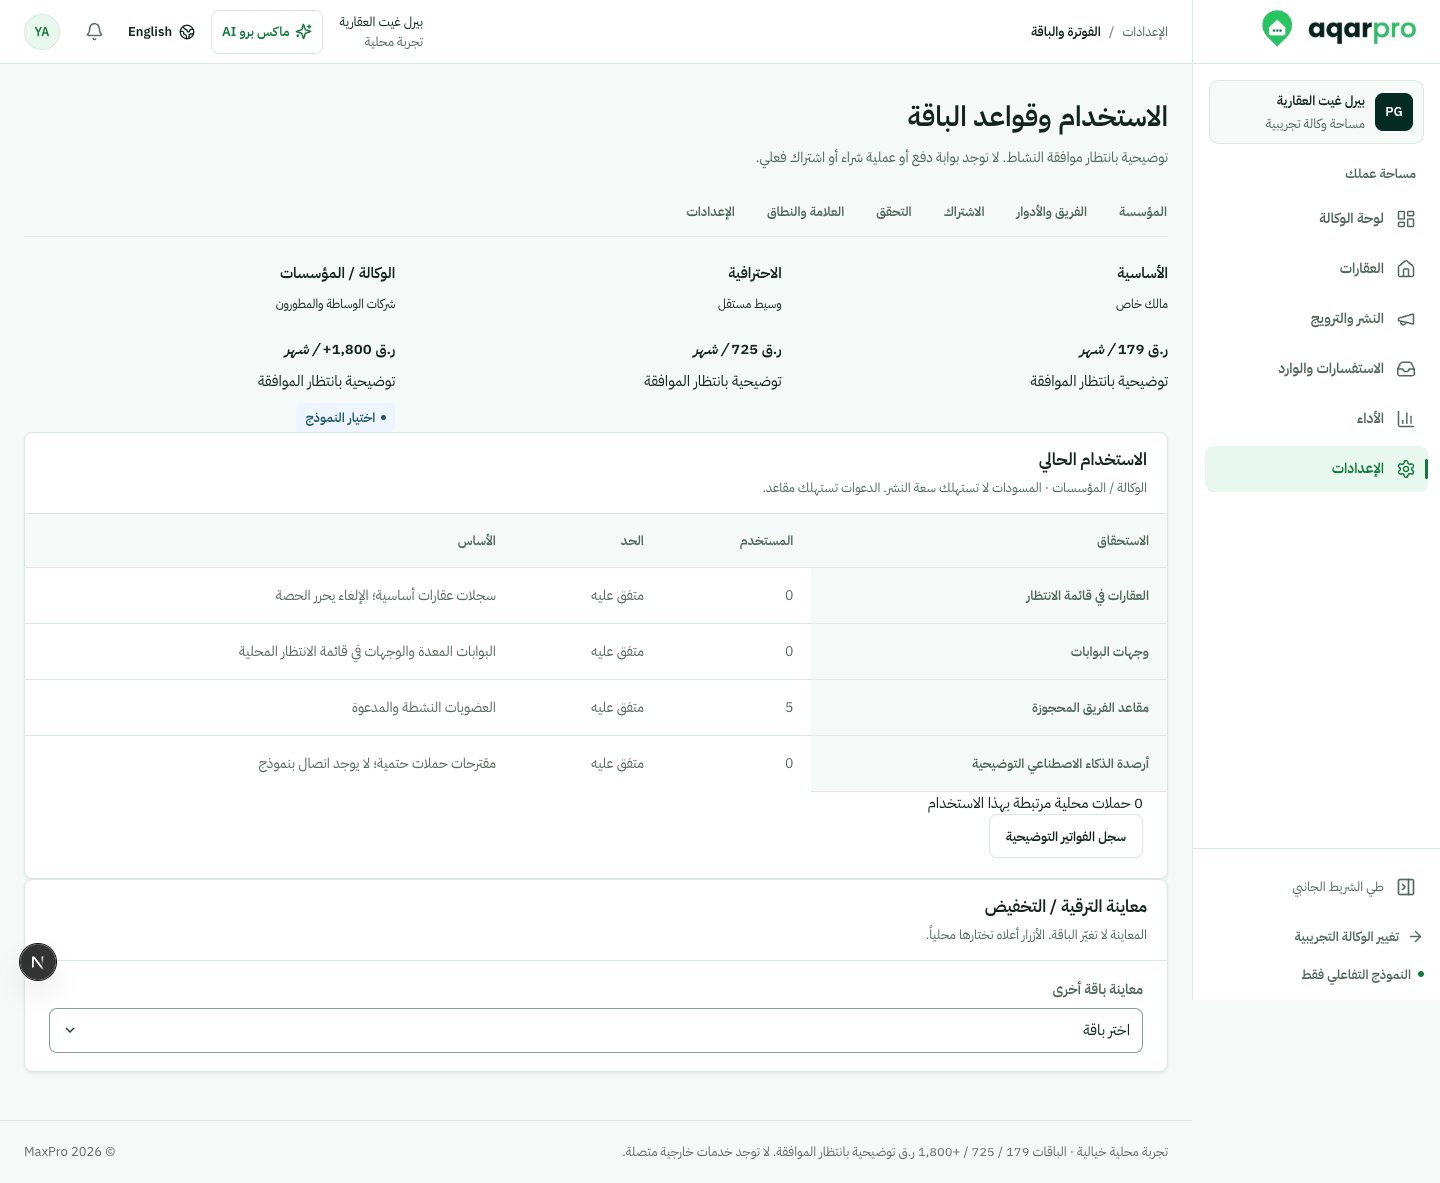 aqarpro
PG
بيرل غيت العقارية
مساحة وكالة تجريبية
مساحة عملك
لوحة الوكالة
العقارات
النشر والترويج
الاستفسارات والوارد
الأداء
الإعدادات
طي الشريط الجانبي
تغيير الوكالة التجريبية
النموذج التفاعلي فقط
الإعدادات / الفوترة والباقة
بيرل غيت العقارية
تجربة محلية
ماكس برو AI
English
YA
الاستخدام وقواعد الباقة
توضيحية بانتظار موافقة النشاط. لا توجد بوابة دفع أو عملية شراء أو اشتراك فعلي.
المؤسسة الفريق والأدوار الاشتراك التحقق العلامة والنطاق الإعدادات
الأساسية
مالك خاص
ر.ق 179 / شهر
توضيحية بانتظار الموافقة
الاحترافية
وسيط مستقل
ر.ق 725 / شهر
توضيحية بانتظار الموافقة
الوكالة / المؤسسات
شركات الوساطة والمطورون
ر.ق 1,800+ / شهر
توضيحية بانتظار الموافقة
• اختيار النموذج
الاستخدام الحالي
الوكالة / المؤسسات · المسودات لا تستهلك سعة النشر. الدعوات تستهلك مقاعد.
الاستحقاق المستخدم الحد الأساس
العقارات في قائمة الانتظار 0 متفق عليه سجلات عقارات أساسية؛ الإلغاء يحرر الحصة
وجهات البوابات 0 متفق عليه البوابات المعدة والوجهات في قائمة الانتظار المحلية
مقاعد الفريق المحجوزة 5 متفق عليه العضويات النشطة والمدعوة
أرصدة الذكاء الاصطناعي التوضيحية 0 متفق عليه مقترحات حملات حتمية؛ لا يوجد اتصال بنموذج
0 حملات محلية مرتبطة بهذا الاستخدام
سجل الفواتير التوضيحية
معاينة الترقية / التخفيض
المعاينة لا تغيّر الباقة. الأزرار أعلاه تختارها محلياً.
معاينة باقة أخرى
اختر باقة
N
تجربة محلية خيالية · الباقات 179 / 725 / +1,800 ر.ق توضيحية بانتظار الموافقة. لا توجد خدمات خارجية متصلة.
© 2026 MaxPro